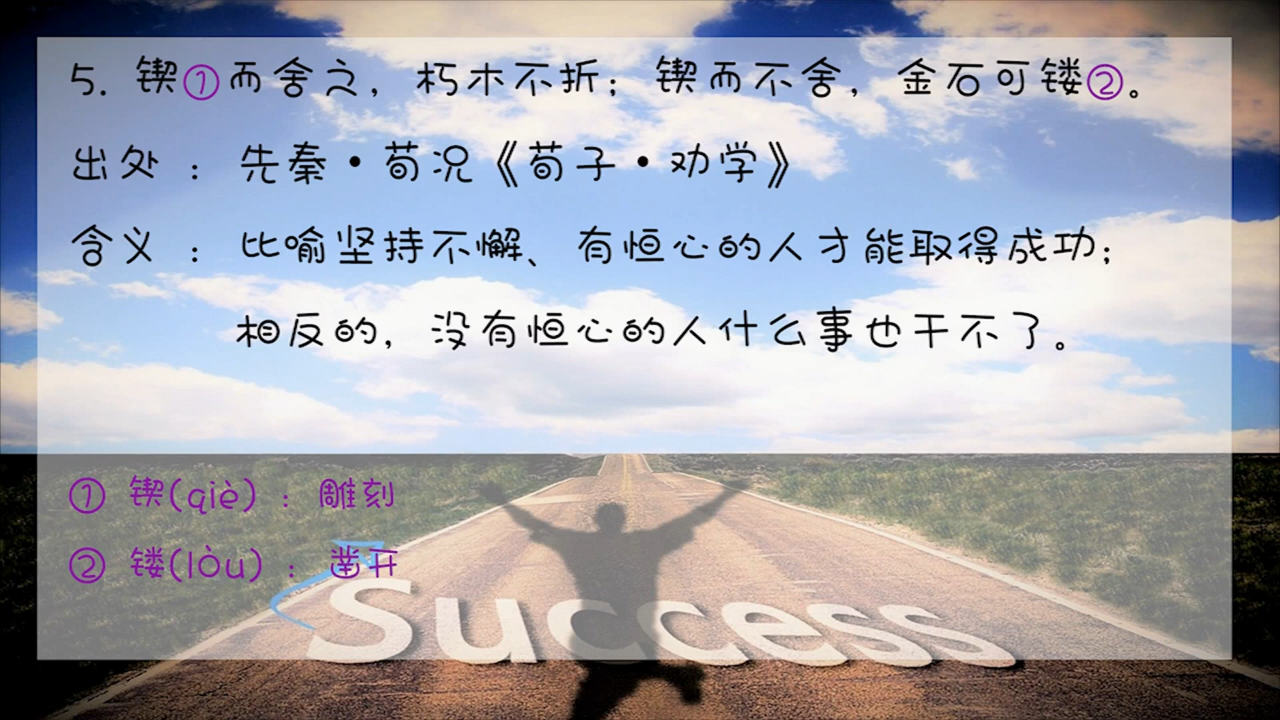 5. 锲①而舍之，朽木不折；锲而不舍，金石可镂②。
出处 ： 先秦·荀况《荀子·劝学》
含义 ： 比喻坚持不懈、有恒心的人才能取得成功；
相反的，没有恒心的人什么事也干不了。
① 锲(qiè) ： 雕刻
② 镂(lòu) ： 凿开
Success